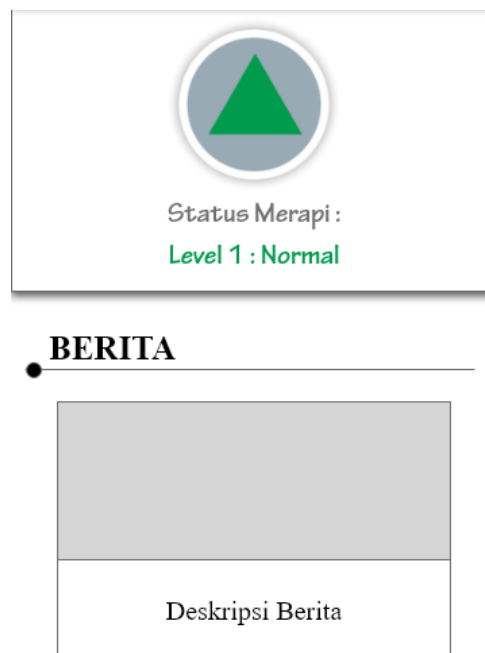 Status Merapi :
Level 1 : Normal
BERITA
Deskripsi Berita